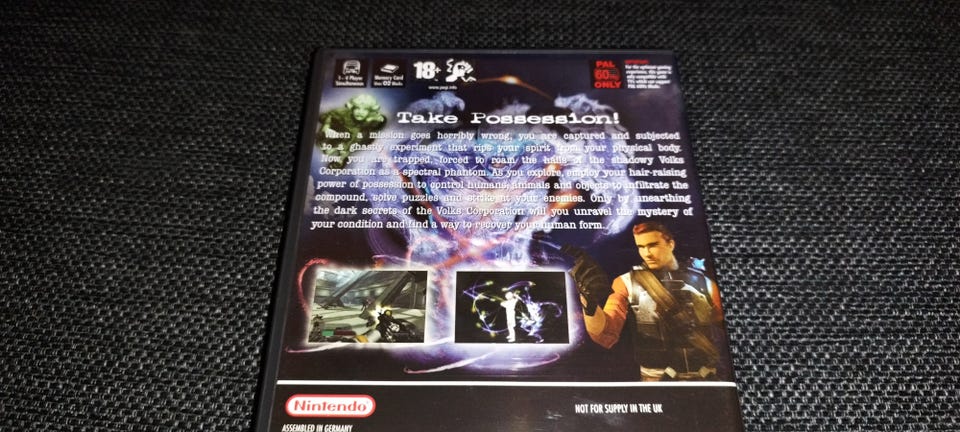 1 - 4 Player
Simultaneous
Memory Card
18+
www.pegi.info
PAL
60Hz
ONLY
Take Possession!
When a mission goes horribly wrong, you are captured and subjected
to a ghastly experiment that rips your spirit from your physical body.
Now you are trapped, forced to roam the halls of the shadowy Volks
Corporation as a spectral phantom. As you explore, employ your hair-raising
power of possession to control humans, animals and objects to infiltrate the
compound, solve puzzles and strike at your enemies. Only by unearthing
the dark secrets of the Volks Corporation will you unravel the mystery of
your condition and find a way to recover your human form.
Nintendo
NOT FOR SUPPLY IN THE UK
ASSEMBLED IN GERMANY